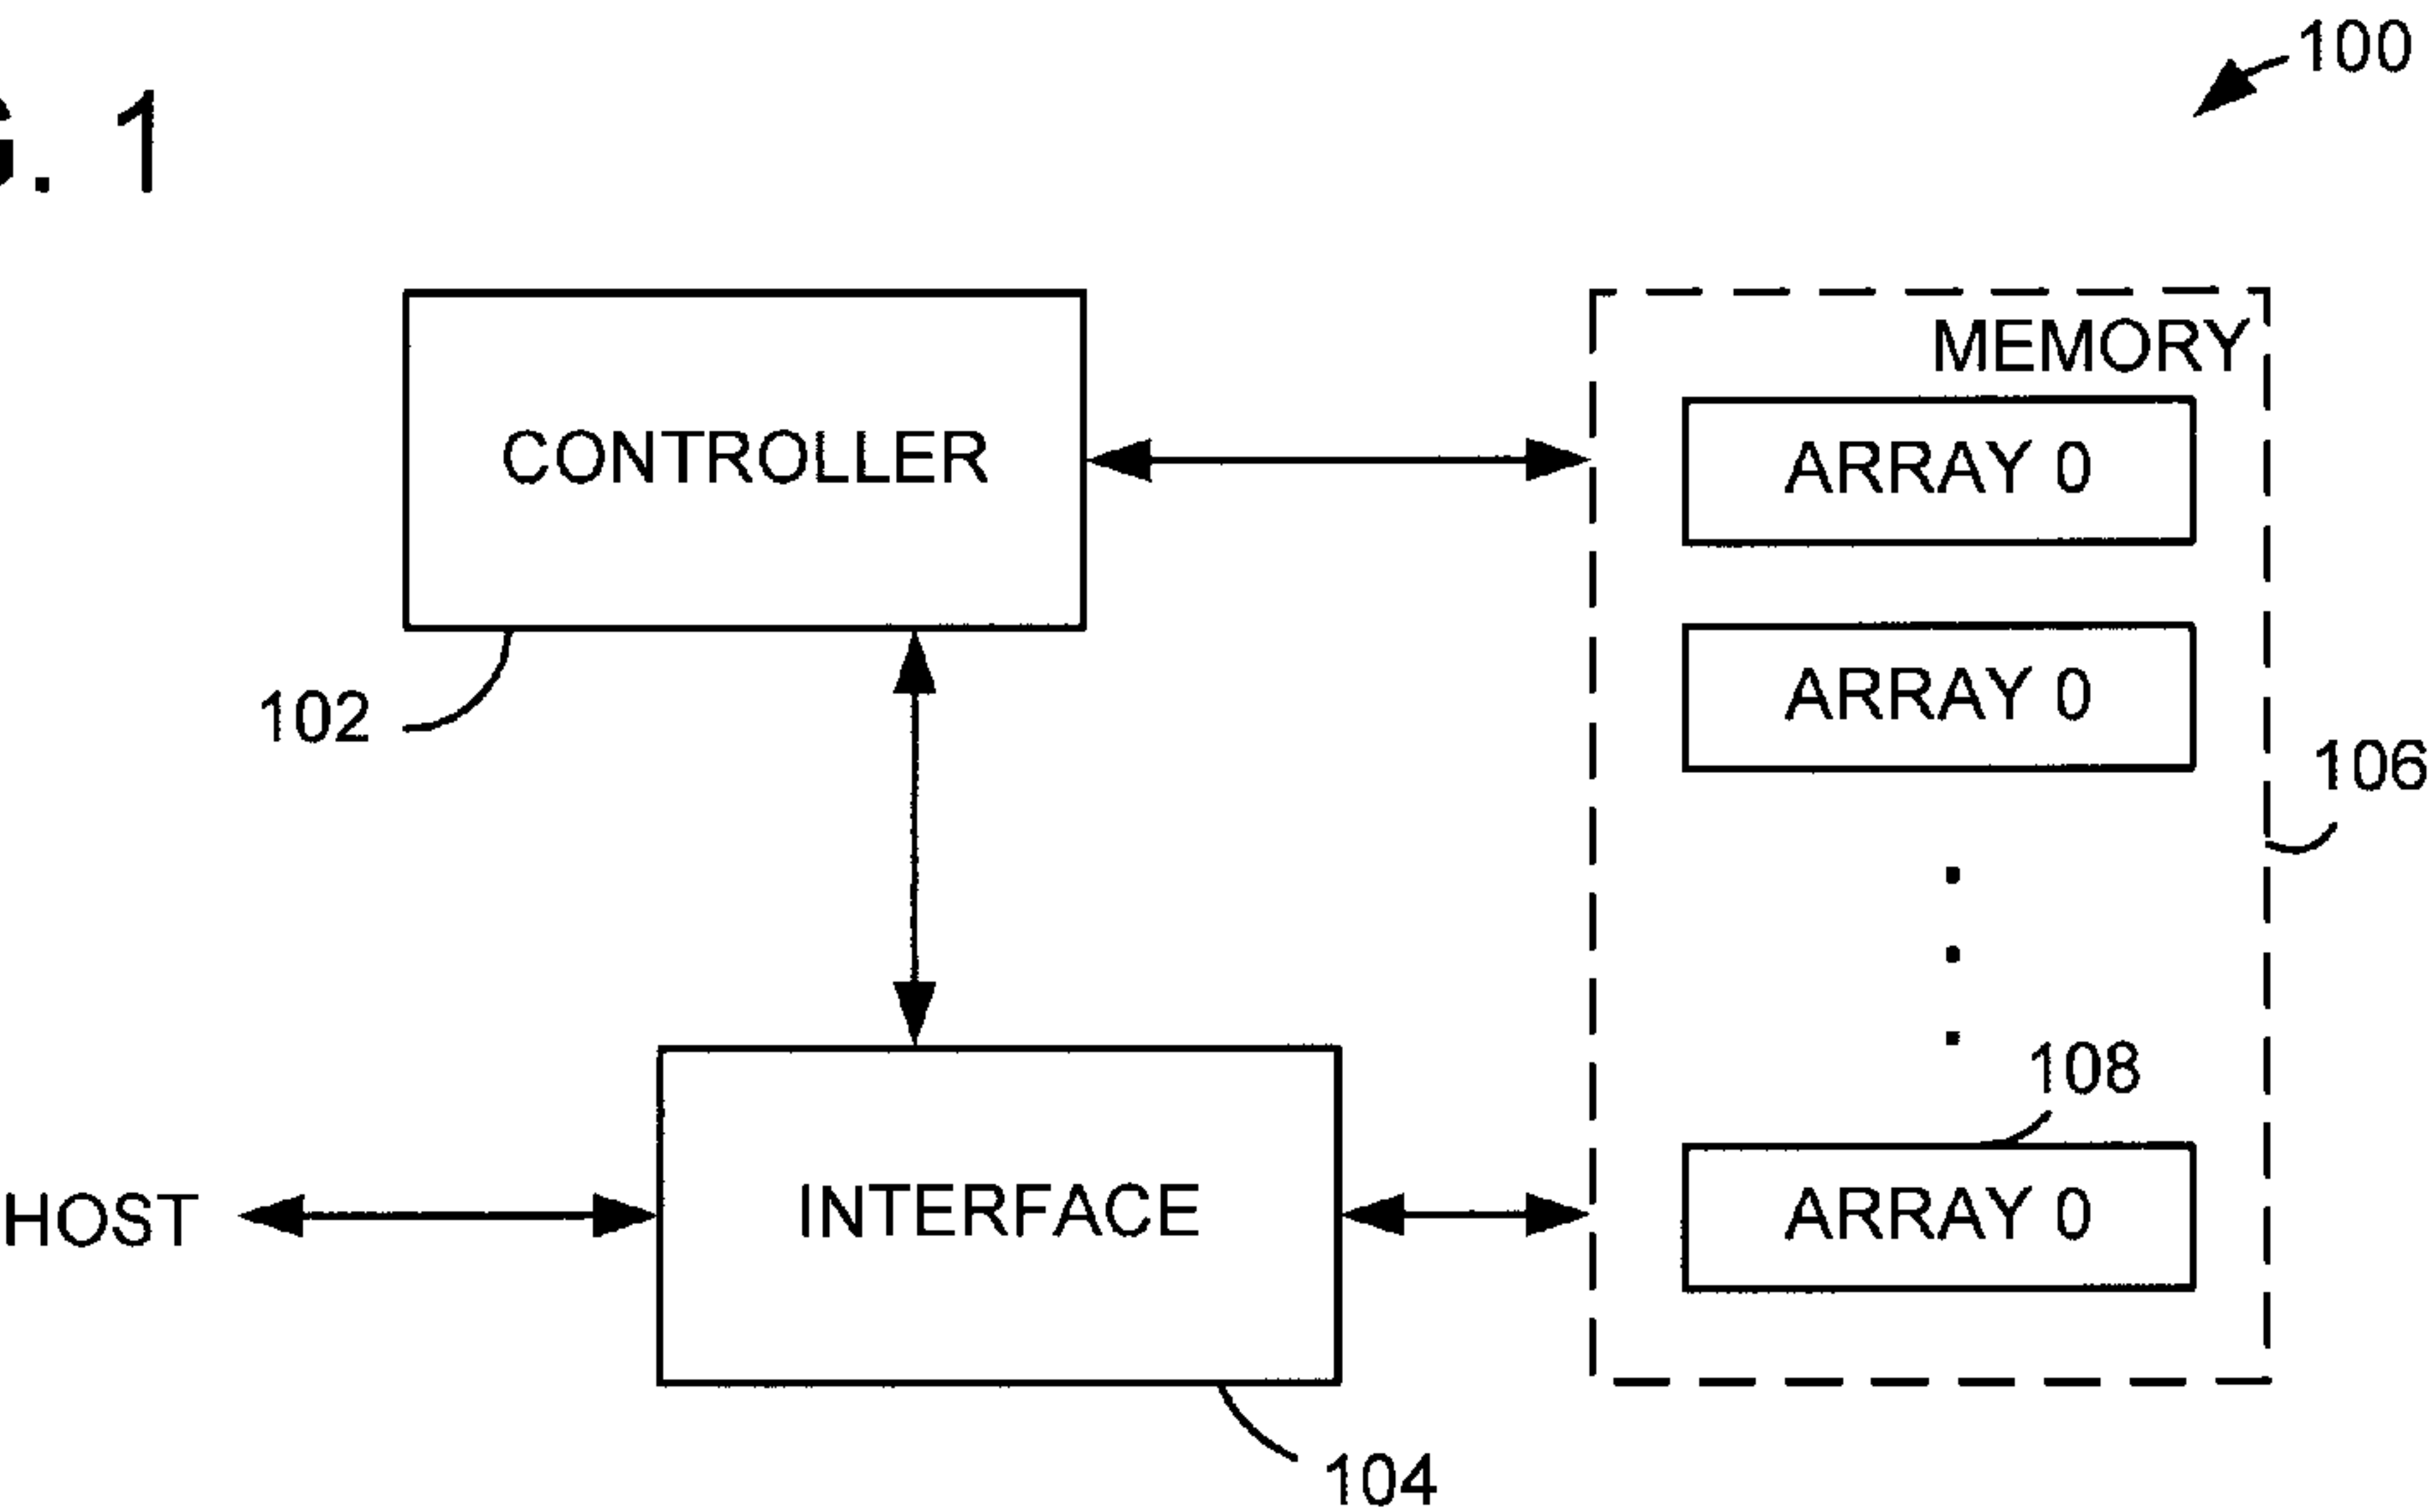 G. 1
100
MEMORY
CONTROLLER
ARRAY 0
ARRAY 0
102
106
108
HOST
INTERFACE
ARRAY 0
104